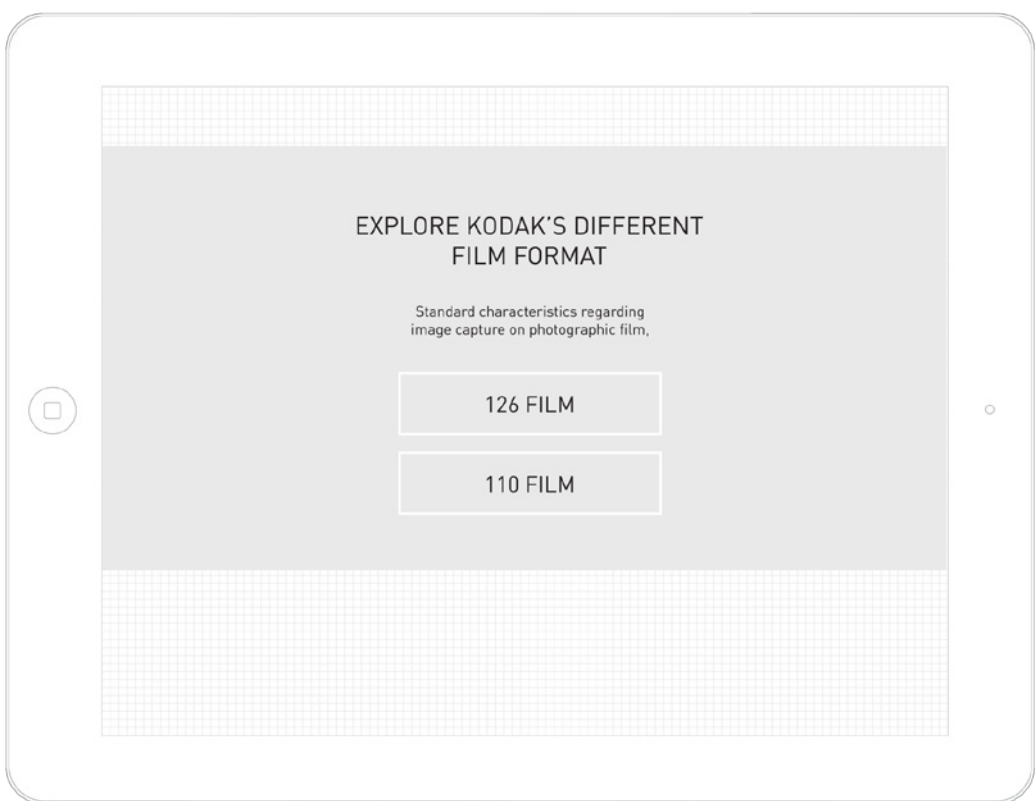 EXPLORE KODAK'S DIFFERENT
FILM FORMAT
Standard characteristics regarding
image capture on photographic film,
126 FILM
110 FILM